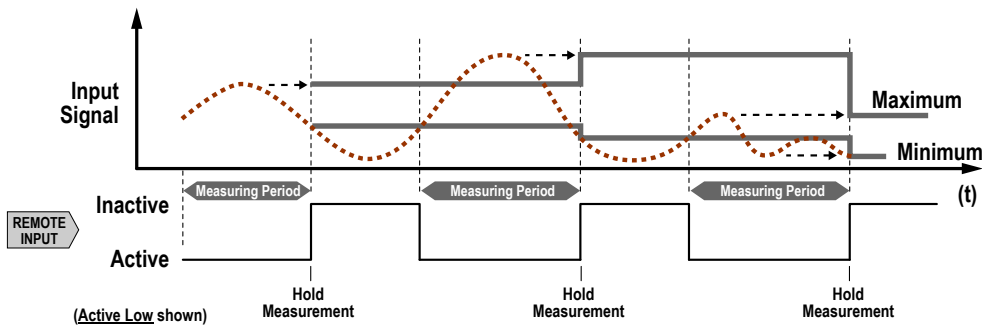 Input
Signal
Maximum
Minimum
Measuring Period
Measuring Period
Measuring Period
(t)
Inactive
REMOTE
INPUT
Active
Hold
Measurement
Hold
Measurement
Hold
Measurement
(Active Low shown)